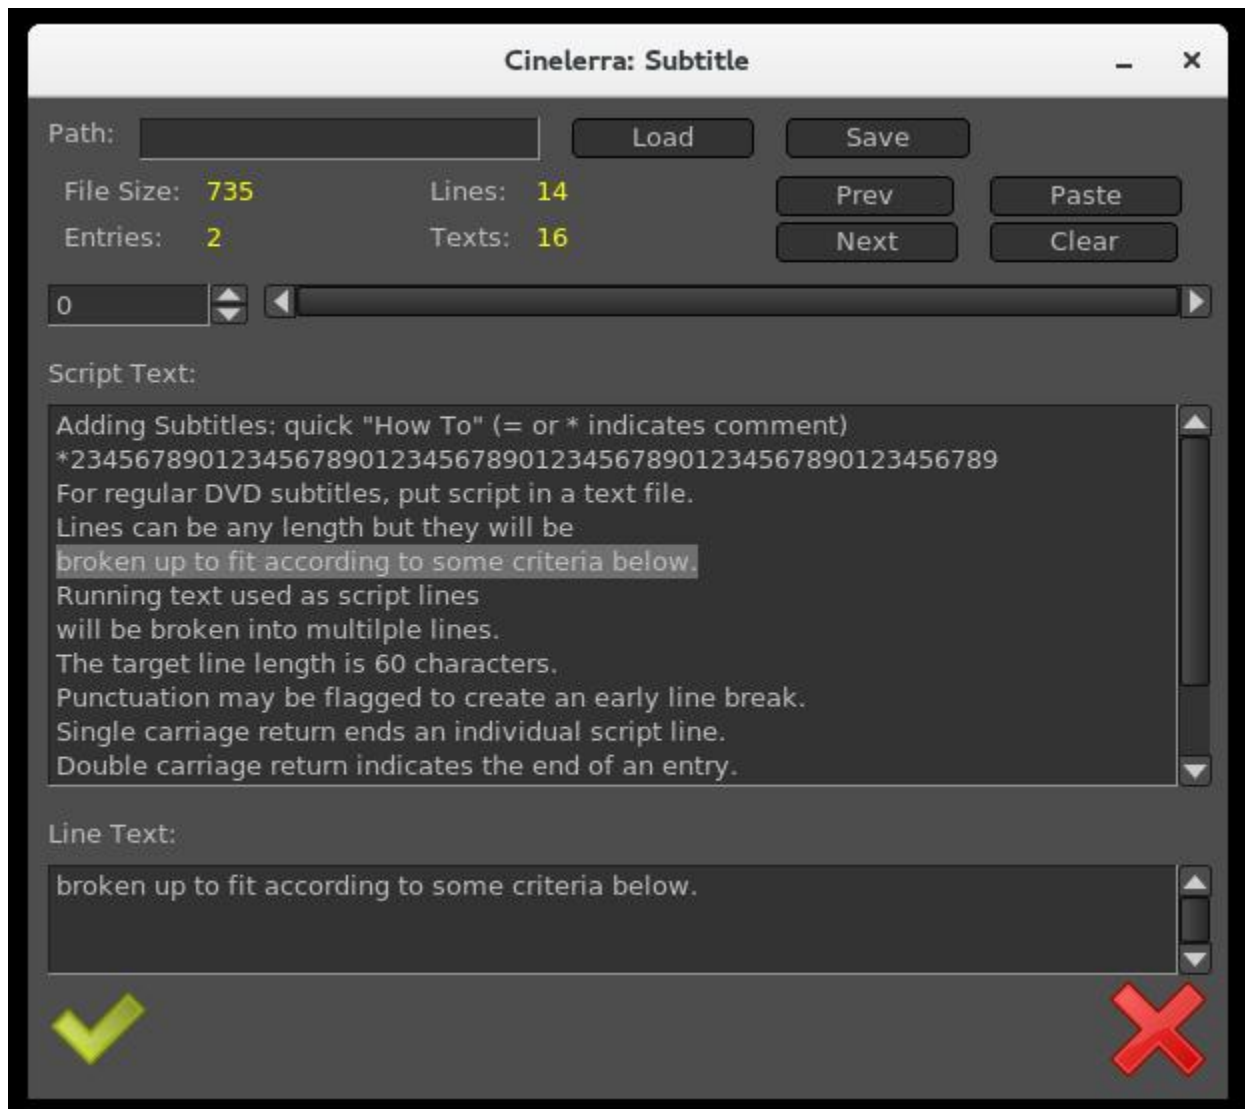 Cinelerra: Subtitle
Path: Load Save
File Size: 735 Lines: 14 Prev Paste
Entries: 2 Texts: 16 Next Clear
0
Script Text:
Adding Subtitles: quick "How To" (= or * indicates comment)
*2345678901234567890123456789012345678901234567890123456789
For regular DVD subtitles, put script in a text file.
Lines can be any length but they will be
broken up to fit according to some criteria below.
Running text used as script lines
will be broken into multilple lines.
The target line length is 60 characters.
Punctuation may be flagged to create an early line break.
Single carriage return ends an individual script line.
Double carriage return indicates the end of an entry.
Line Text:
broken up to fit according to some criteria below.